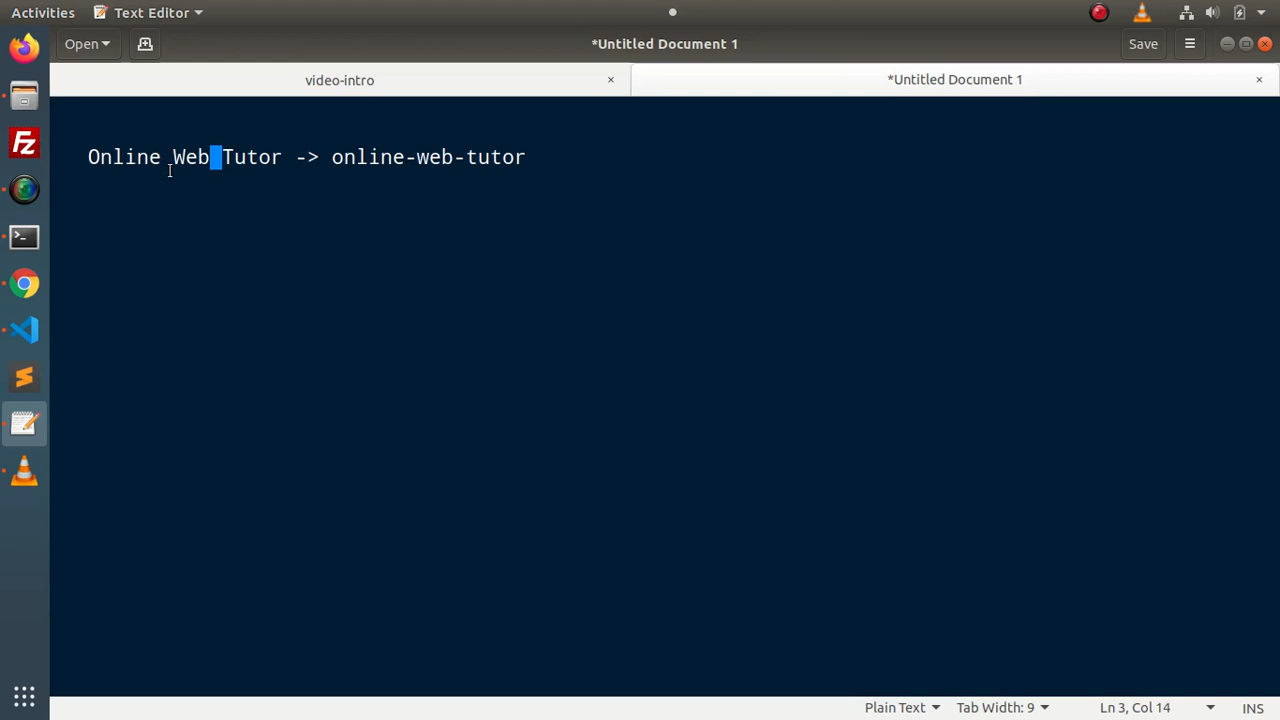 Activities Text Editor
Open *Untitled Document 1 Save
video-intro × *Untitled Document 1 ×
Online Web Tutor -> online-web-tutor
Plain Text Tab Width: 9 Ln 3, Col 14 INS